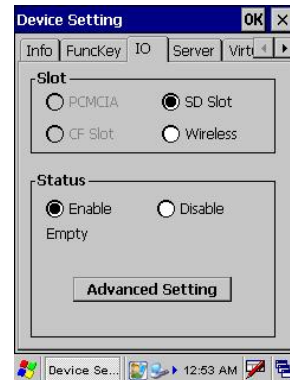 Device Setting OK ×
Info FuncKey IO Server
Slot
PCMCIA SD Slot
CF Slot Wireless
Status
Enable Disable
Empty
Advanced Setting
Device Se... 12:53 AM